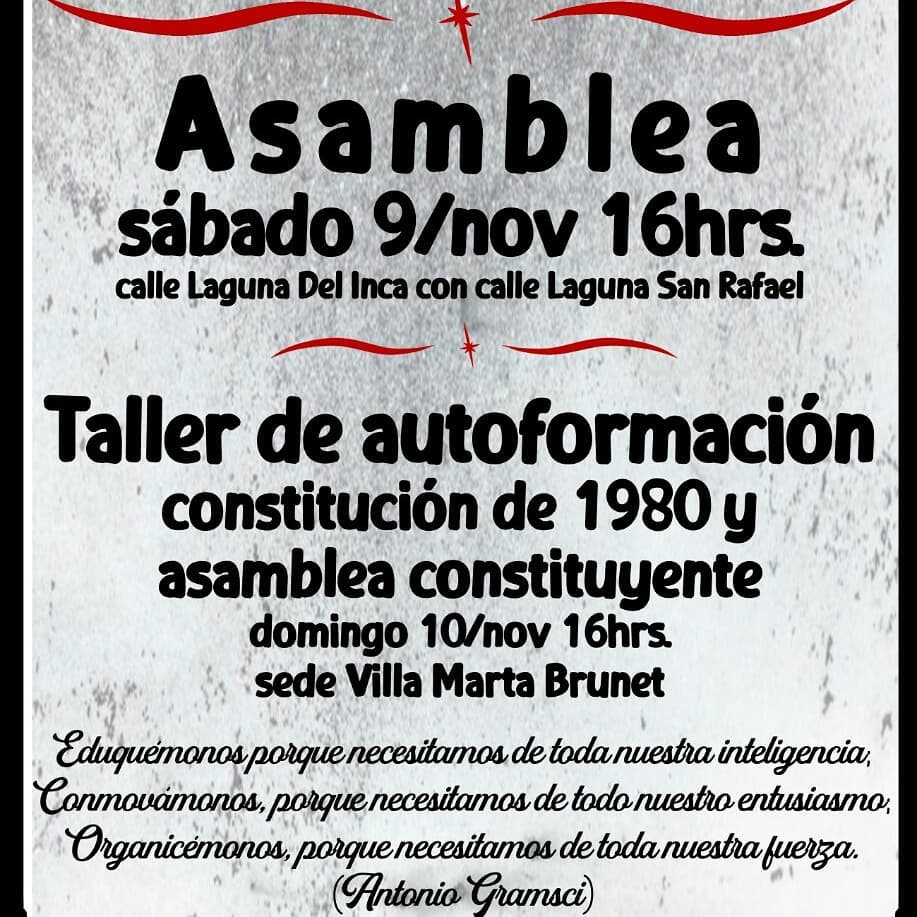 Asamblea
sábado 9/nov 16hrs.
calle Laguna Del Inca con calle Laguna San Rafael
Taller de autoformación
constitución de 1980 y
asamblea constituyente
domingo 10/nov 16hrs.
sede Villa Marta Brunet
Eduquémonos porque necesitamos de toda nuestra inteligencia,
Conmovámonos, porque necesitamos de todo nuestro entusiasmo,
Organicémonos, porque necesitamos de toda nuestra fuerza.
(Antonio Gramsci)